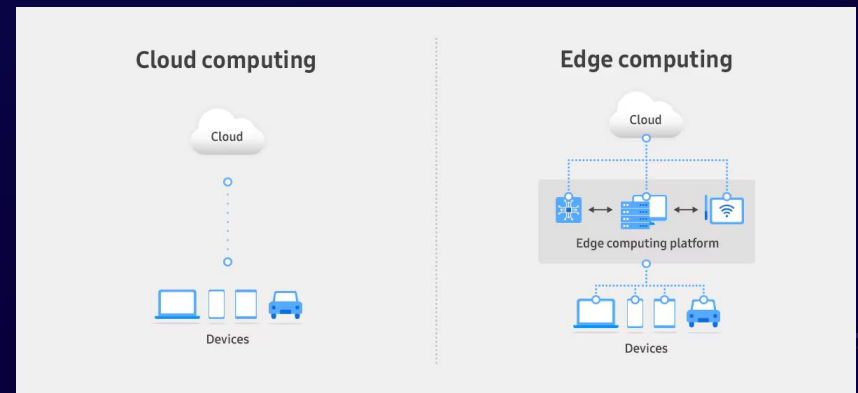 Cloud computing
Cloud
Devices
Edge computing
Cloud
Edge computing platform
Devices